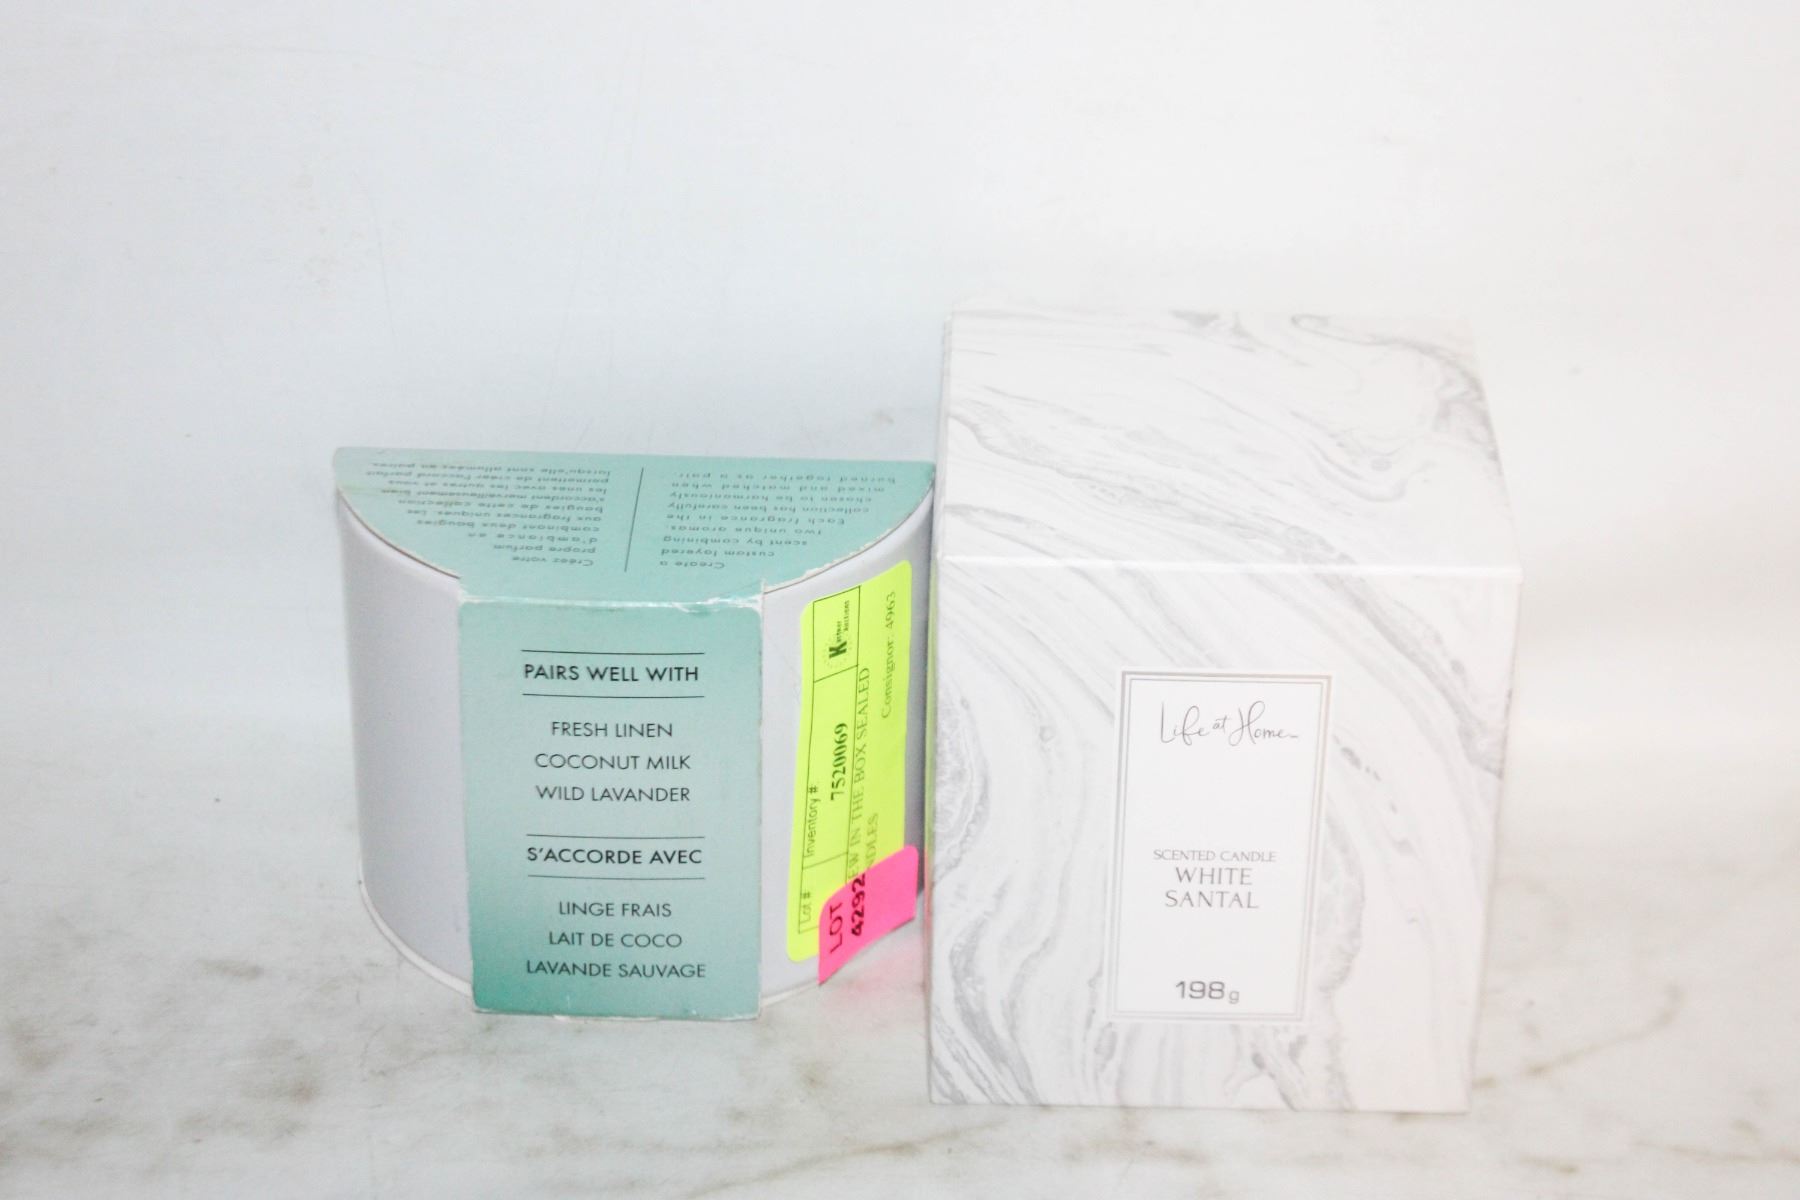 Créez votre
propre parfum
d'ambiance en
combinant deux bougies
aux fragrances uniques. Les
bougies de cette collection
s'accordent merveilleusement bien
les unes avec les autres et vous
permettent de créer l'accord parfait
lorsqu'elle sont allumées en paires.
Create a
custom layered
scent by combining
two unique aromas.
Each fragrance in the
collection has been carefully
chosen to be harmoniously
mixed and matched when
burned together as a pair.
PAIRS WELL WITH
FRESH LINEN
COCONUT MILK
WILD LAVANDER
S'ACCORDE AVEC
LINGE FRAIS
LAIT DE COCO
LAVANDE SAUVAGE
Lot #
Inventory #:
7520069
IN THE BOX SEALED
Consignor: 4963
LOT
4292
Life at Home
SCENTED CANDLE
WHITE
SANTAL
198g